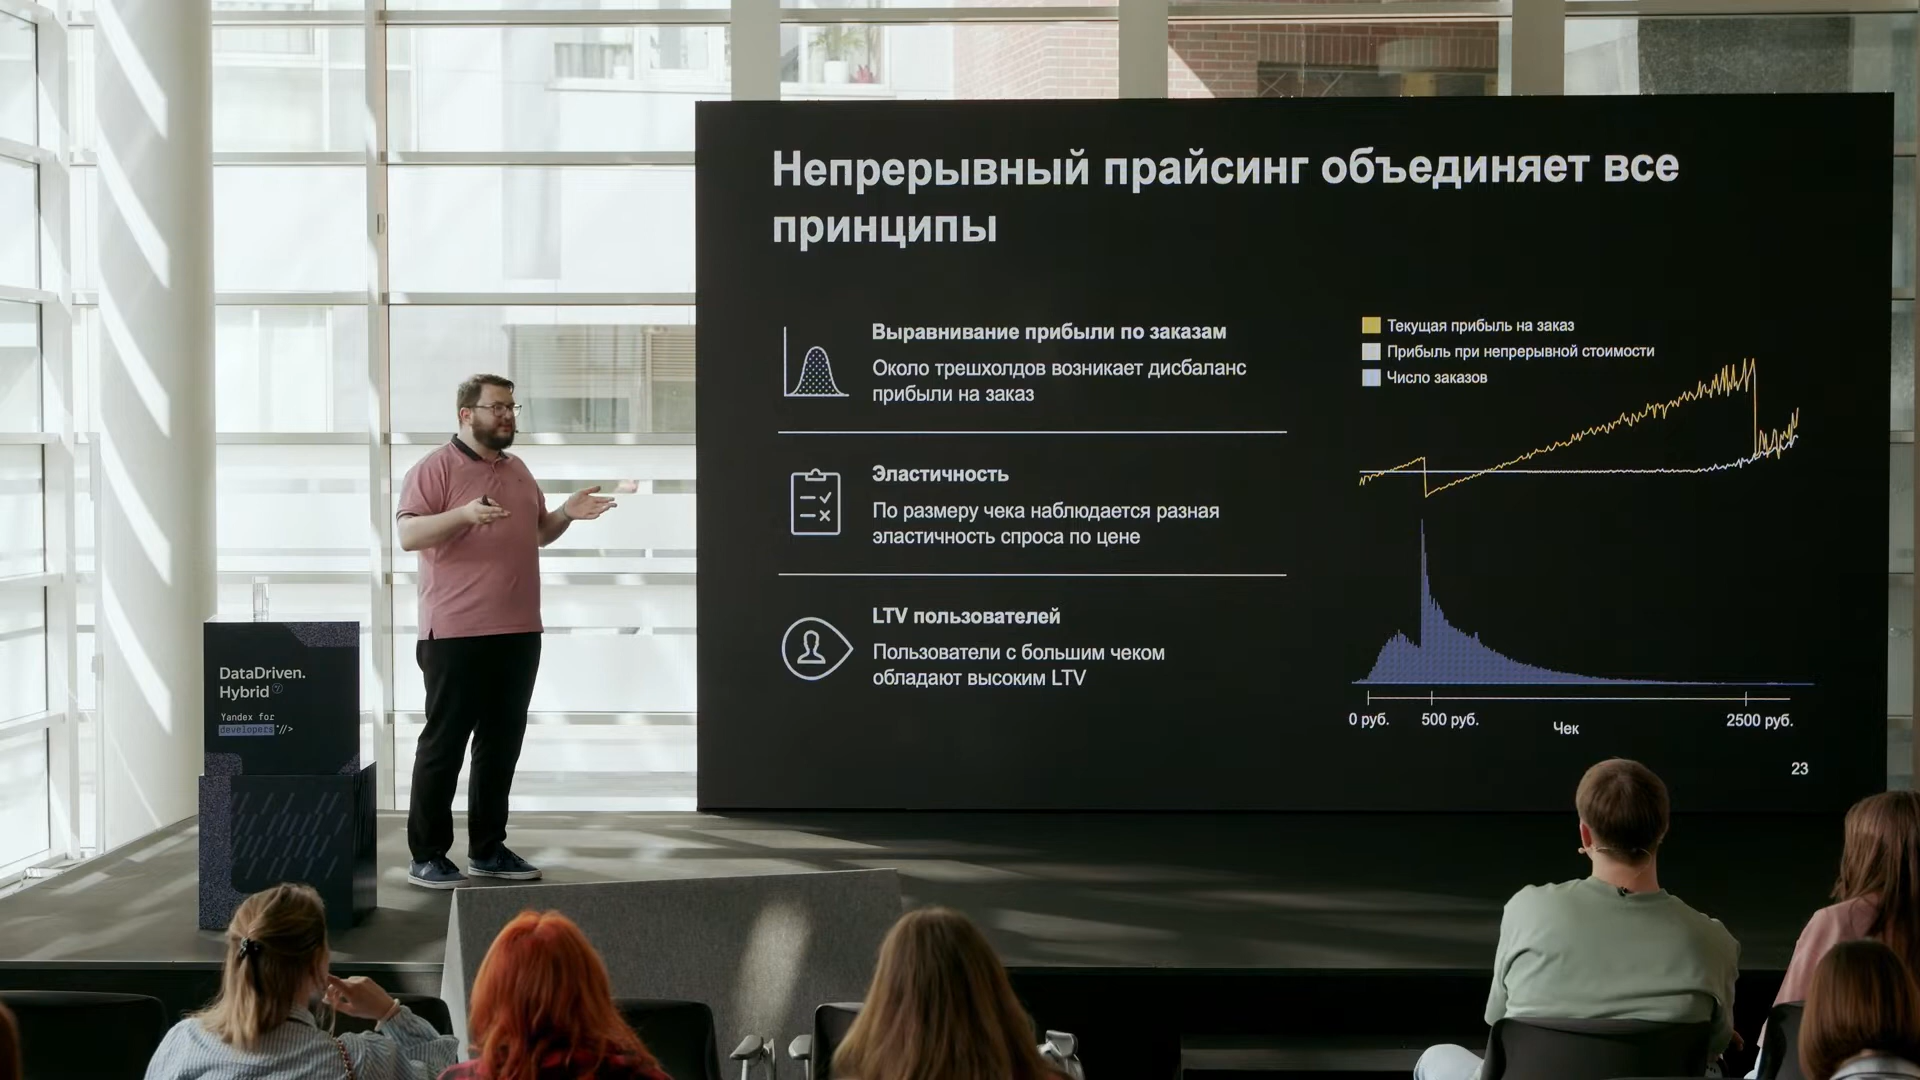 Непрерывный прайсинг объединяет все
принципы
Выравнивание прибыли по заказам
Около трешхолдов возникает дисбаланс
прибыли на заказ
Эластичность
По размеру чека наблюдается разная
эластичность спроса по цене
LTV пользователей
Пользователи с большим чеком
обладают высоким LTV
Текущая прибыль на заказ
Прибыль при непрерывной стоимости
Число заказов
0 руб.
500 руб.
2500 руб.
Чек
23
DataDriven.
Hybrid
Yandex for
developers"//>